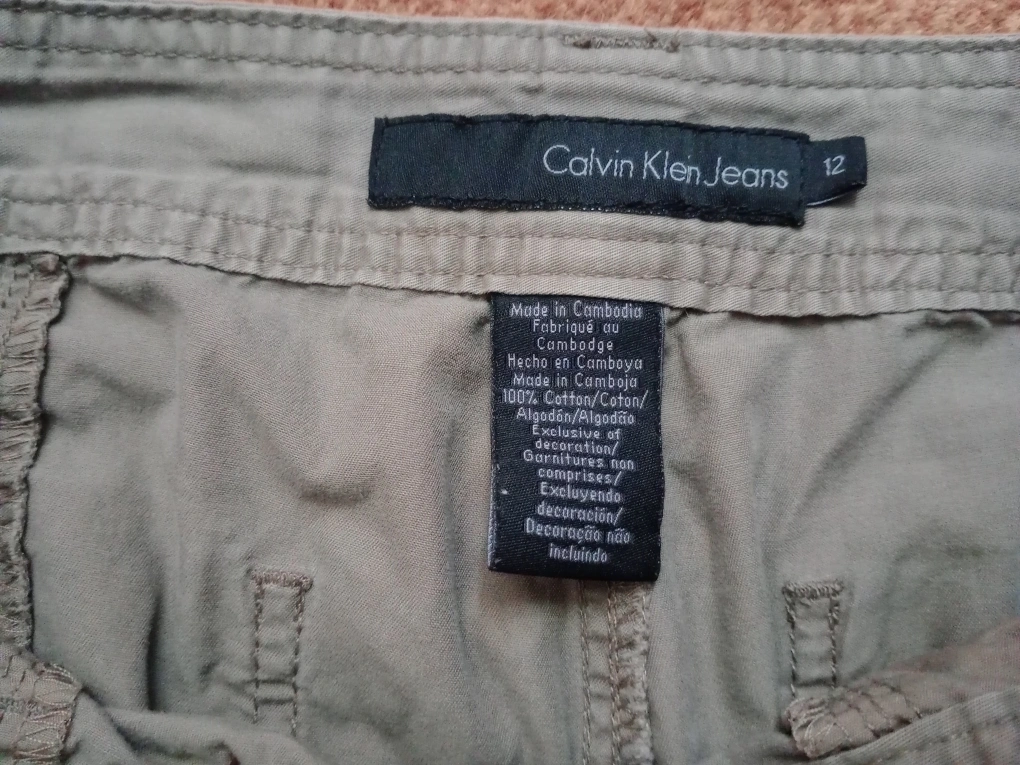 Calvin Klein Jeans
12
Made in Cambodia
Fabriqué au
Cambodge
Hecho en Camboya
Made in Camboja
100% Cotton/Coton/
Algodón/Algodão
Exclusive of
decoration/
Garnitures non
comprises/
Excluyendo
decoración/
Decoração não
incluindo